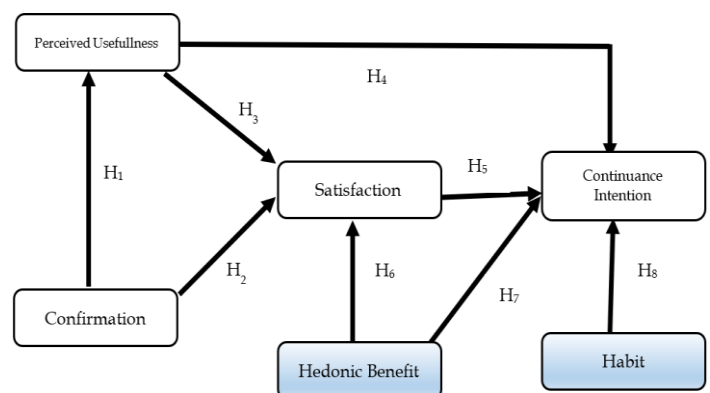 Perceived Usefullness
H₄
H₃
H₁
H₅
Satisfaction
Continuance
Intention
H₂
H₆
H₇
H₈
Confirmation
Hedonic Benefit
Habit